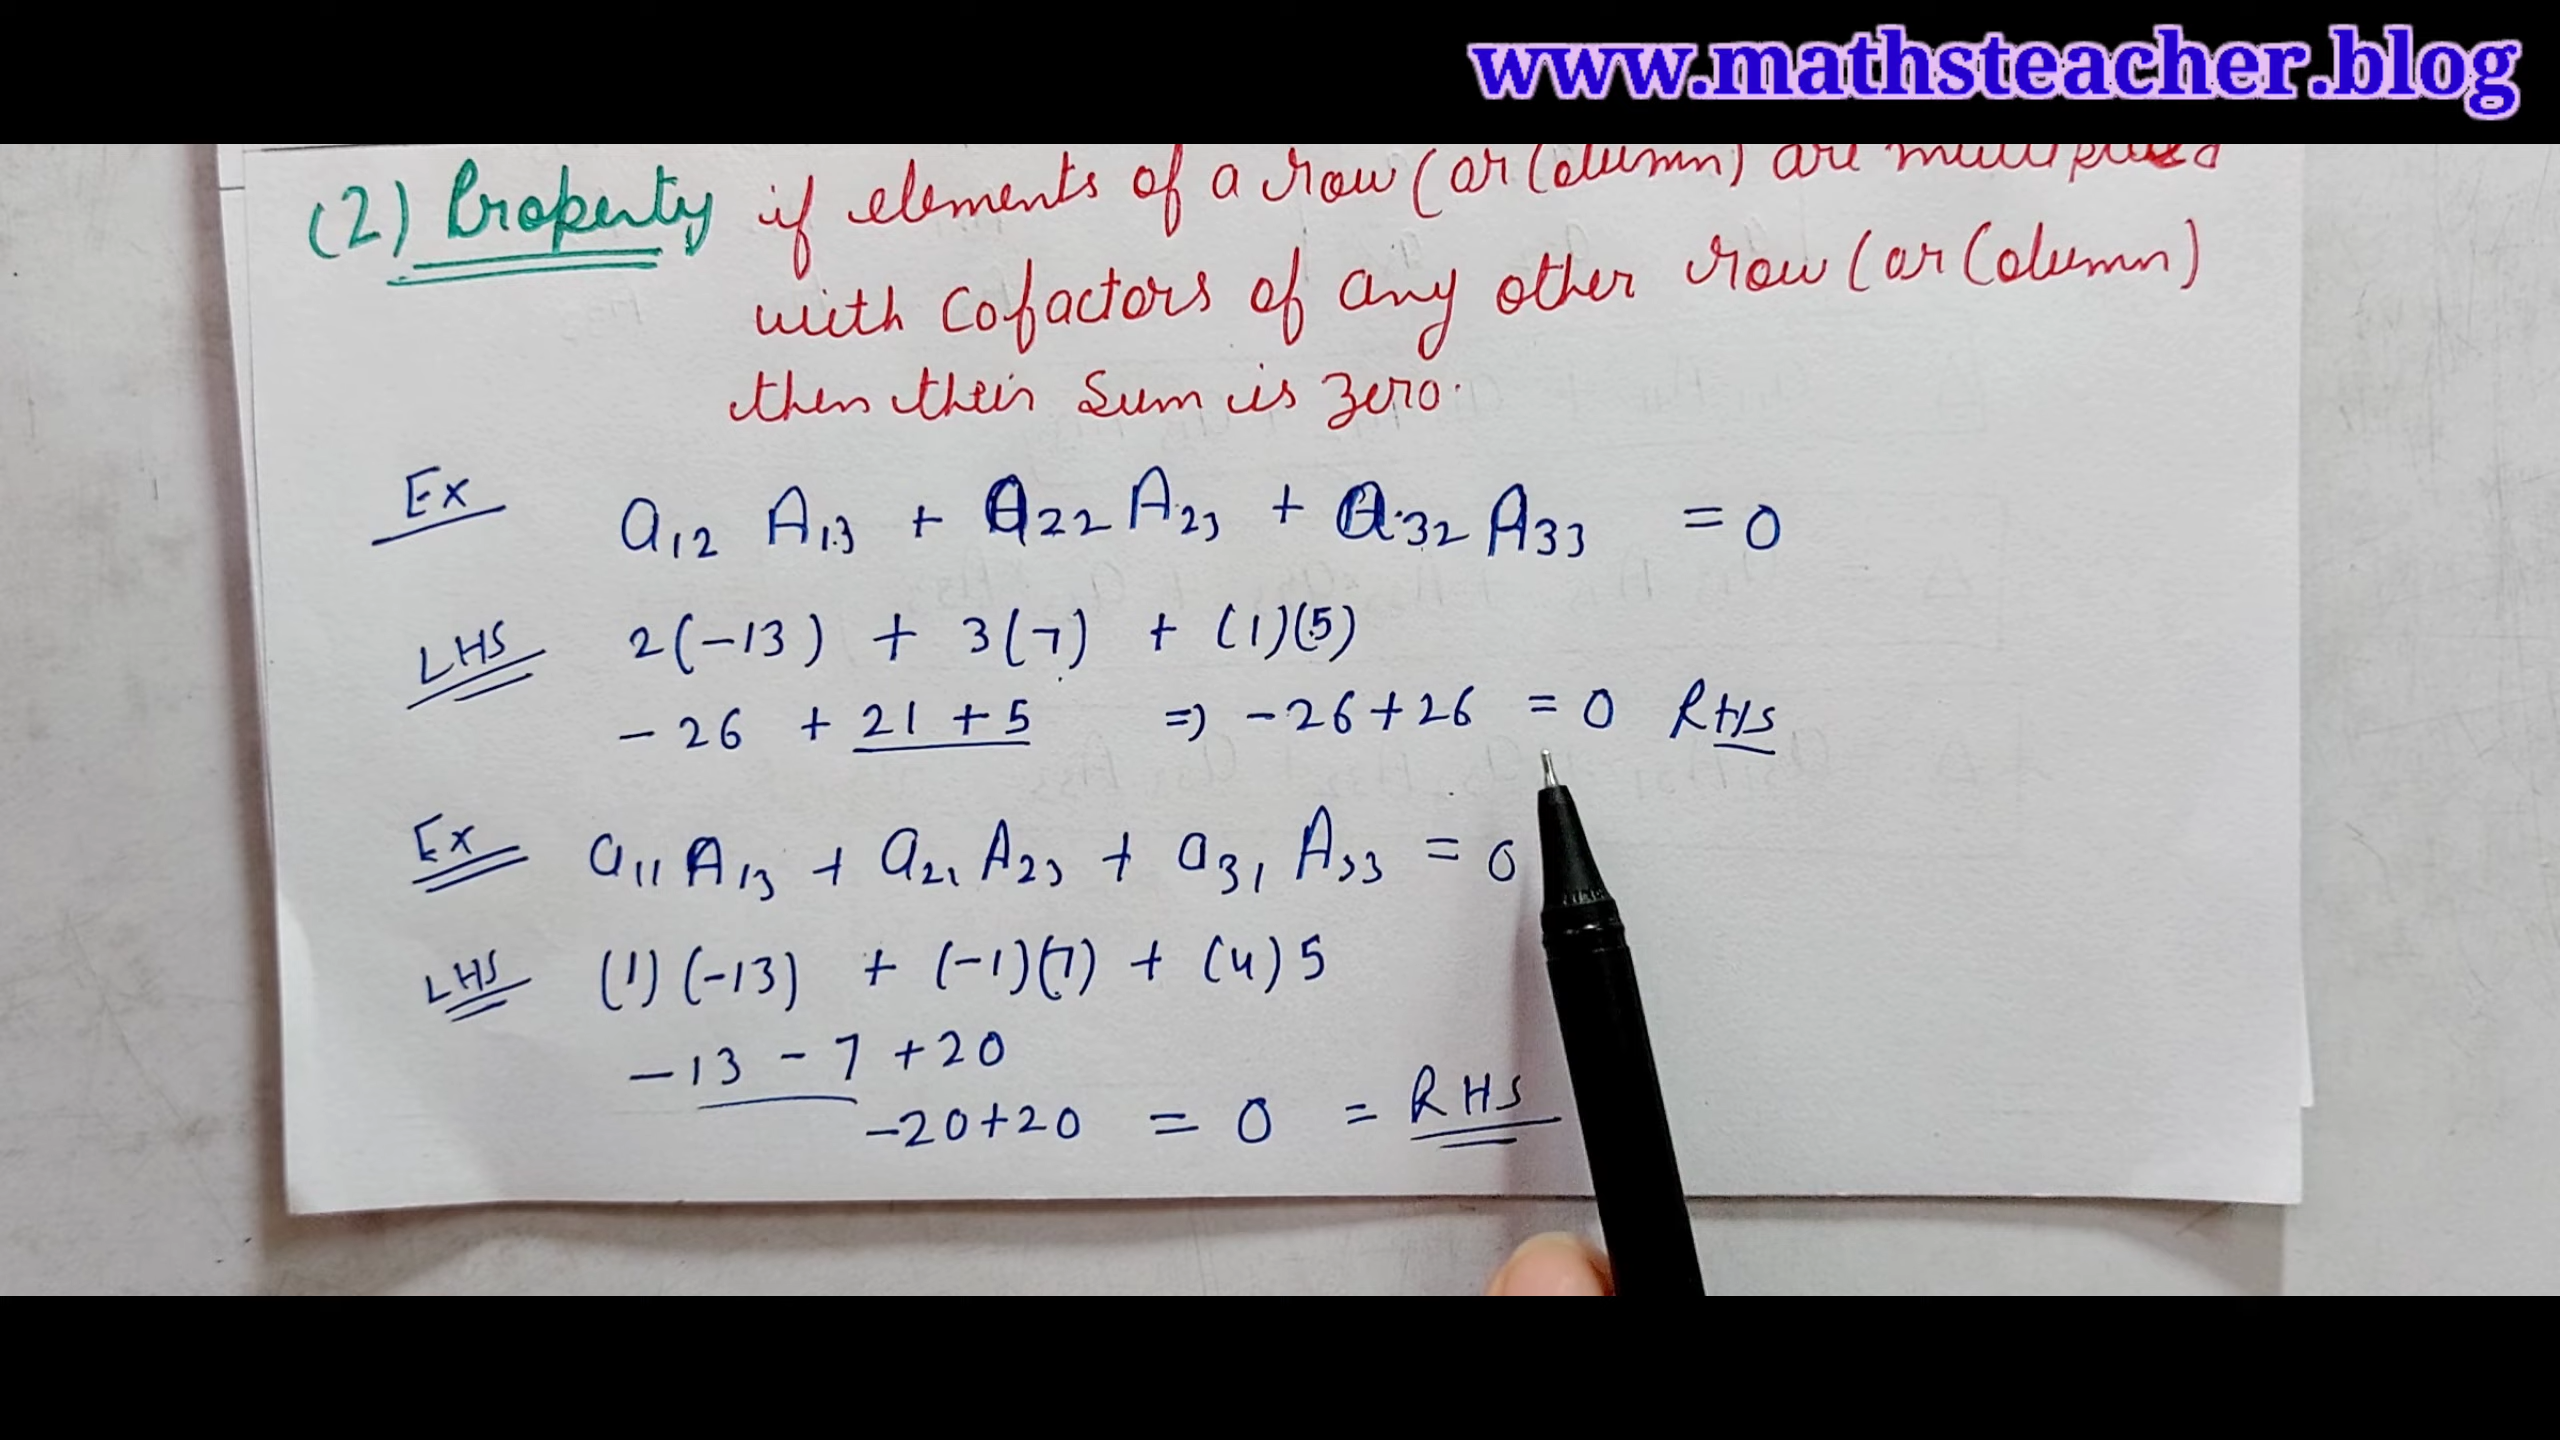 www.mathsteacher.blog
(2) Property if elements of a row (or Column) are multiplied
with Cofactors of any other row (or Column)
then their Sum is zero.
Ex a₁₂ A₁₃ + a₂₂ A₂₃ + a₃₂ A₃₃ = 0
LHS 2(-13) + 3(7) + (1)(5)
-26 + 21 + 5 => -26+26 = 0 RHS
Ex a₁₁ A₁₃ + a₂₁ A₂₃ + a₃₁ A₃₃ = 0
LHS (1)(-13) + (-1)(7) + (4)5
-13 - 7 + 20
-20+20 = 0 = RHS